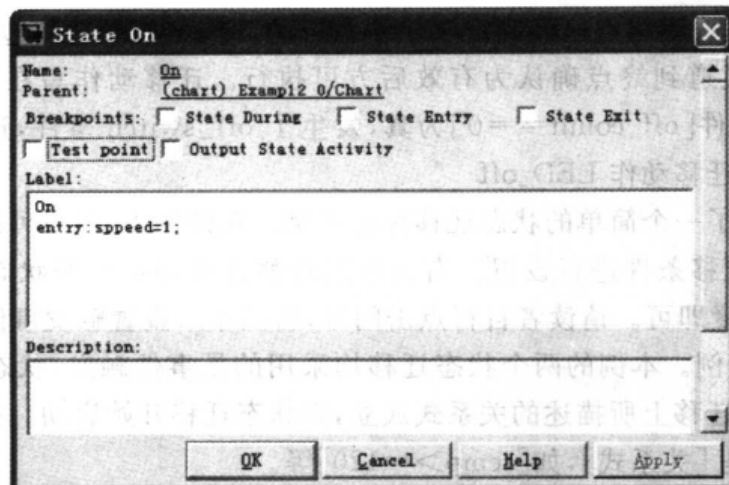 State On
Name: On
Parent: (chart) Examp12 0/Chart
Breakpoints: State During State Entry State Exit
Test point Output State Activity
Label:
On
entry:sppeed=1;
Description:
OK Cancel Help Apply